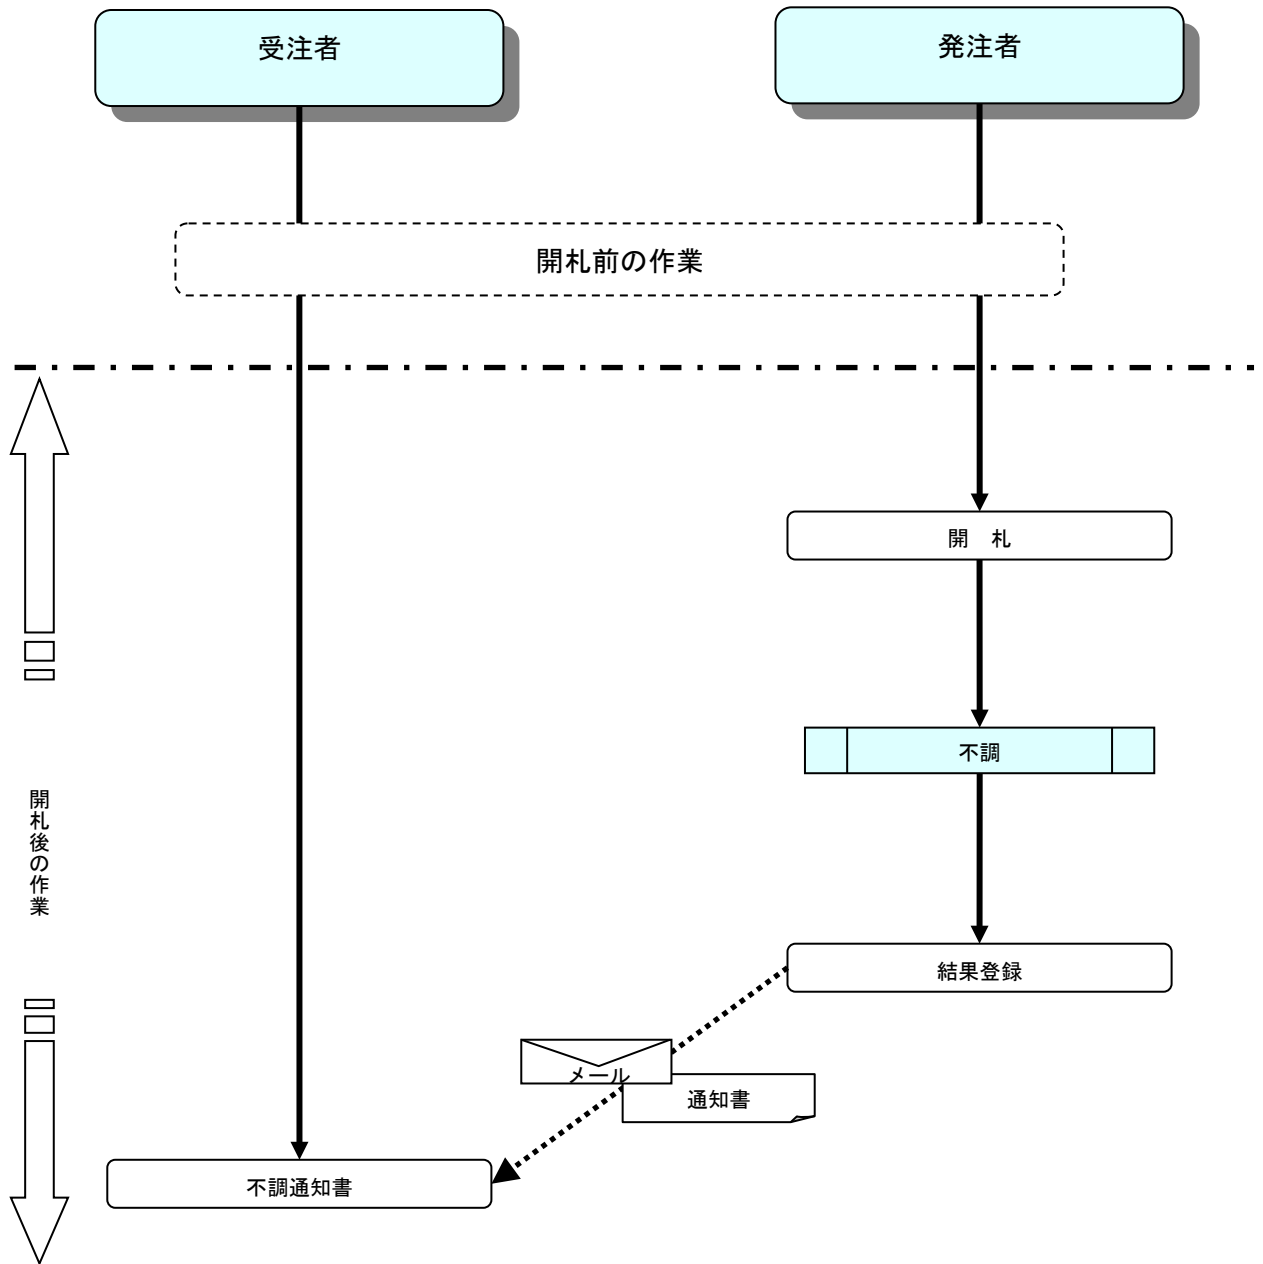 受注者
発注者
開札前の作業
開　札
不調
開札後の作業
結果登録
メール
通知書
不調通知書